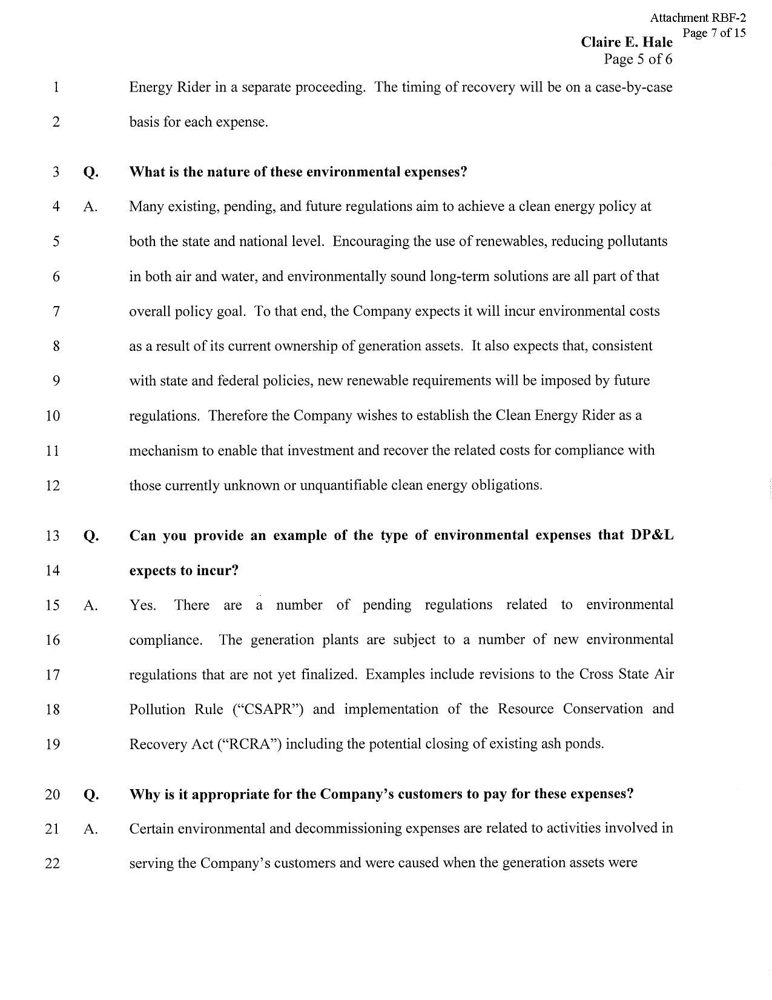 Attachment RBF-2
Page 7 of 15
Claire E. Hale
Page 5 of 6
1 Energy Rider in a separate proceeding. The timing of recovery will be on a case-by-case
2 basis for each expense.
3 Q. What is the nature of these environmental expenses?
4 A. Many existing, pending, and future regulations aim to achieve a clean energy policy at
5 both the state and national level. Encouraging the use of renewables, reducing pollutants
6 in both air and water, and environmentally sound long-term solutions are all part of that
7 overall policy goal. To that end, the Company expects it will incur environmental costs
8 as a result of its current ownership of generation assets. It also expects that, consistent
9 with state and federal policies, new renewable requirements will be imposed by future
10 regulations. Therefore the Company wishes to establish the Clean Energy Rider as a
11 mechanism to enable that investment and recover the related costs for compliance with
12 those currently unknown or unquantifiable clean energy obligations.
13 Q. Can you provide an example of the type of environmental expenses that DP&L
14 expects to incur?
15 A. Yes. There are a number of pending regulations related to environmental
16 compliance. The generation plants are subject to a number of new environmental
17 regulations that are not yet finalized. Examples include revisions to the Cross State Air
18 Pollution Rule (“CSAPR”) and implementation of the Resource Conservation and
19 Recovery Act (“RCRA”) including the potential closing of existing ash ponds.
20 Q. Why is it appropriate for the Company’s customers to pay for these expenses?
21 A. Certain environmental and decommissioning expenses are related to activities involved in
22 serving the Company’s customers and were caused when the generation assets were